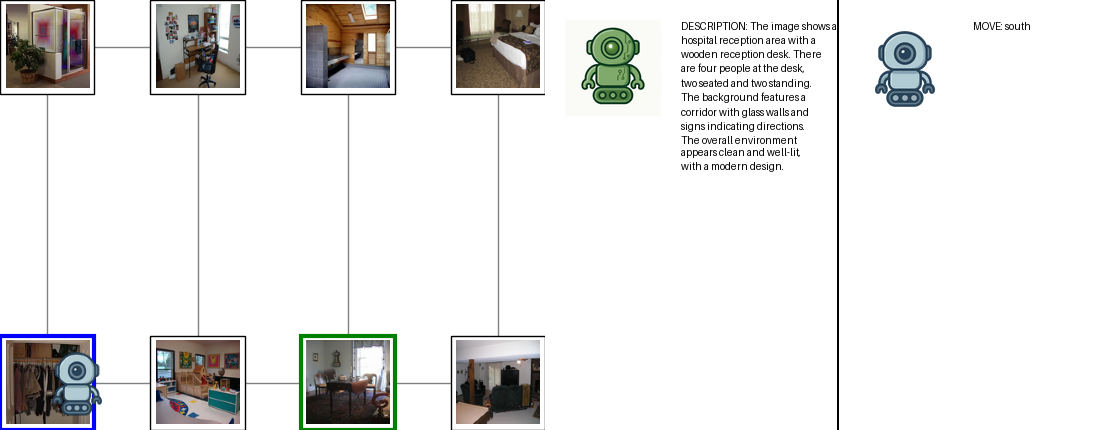 DESCRIPTION: The image shows a
hospital reception area with a
wooden reception desk. There
are four people at the desk,
two seated and two standing.
The background features a
corridor with glass walls and
signs indicating directions.
The overall environment
appears clean and well-lit,
with a modern design.
MOVE: south